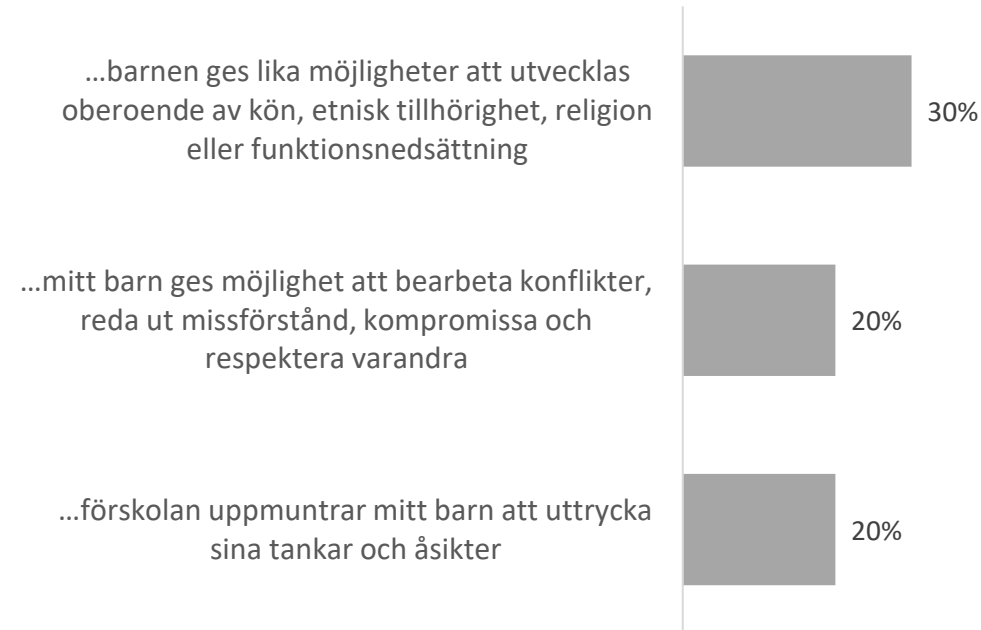 …barnen ges lika möjligheter att utvecklas
oberoende av kön, etnisk tillhörighet, religion
eller funktionsnedsättning
30%
…mitt barn ges möjlighet att bearbeta konflikter,
reda ut missförstånd, kompromissa och
respektera varandra
20%
…förskolan uppmuntrar mitt barn att uttrycka
sina tankar och åsikter
20%